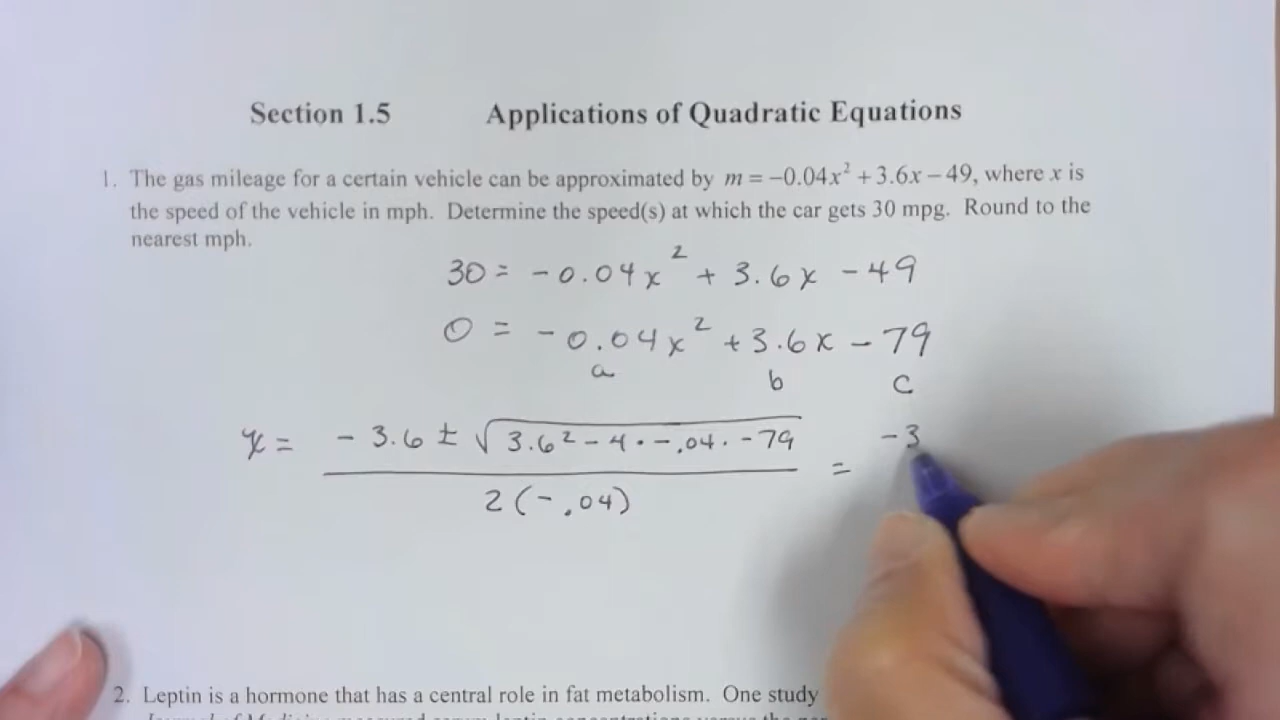 Section 1.5 Applications of Quadratic Equations
1. The gas mileage for a certain vehicle can be approximated by m = −0.04x² + 3.6x − 49, where x is
the speed of the vehicle in mph. Determine the speed(s) at which the car gets 30 mpg. Round to the
nearest mph.
30 = -0.04x² + 3.6x - 49
0 = -0.04x² + 3.6x - 79
a b c
x = -3.6 ± √(3.6² - 4 · -.04 · -79) = -3
2(-.04)
2. Leptin is a hormone that has a central role in fat metabolism. One study